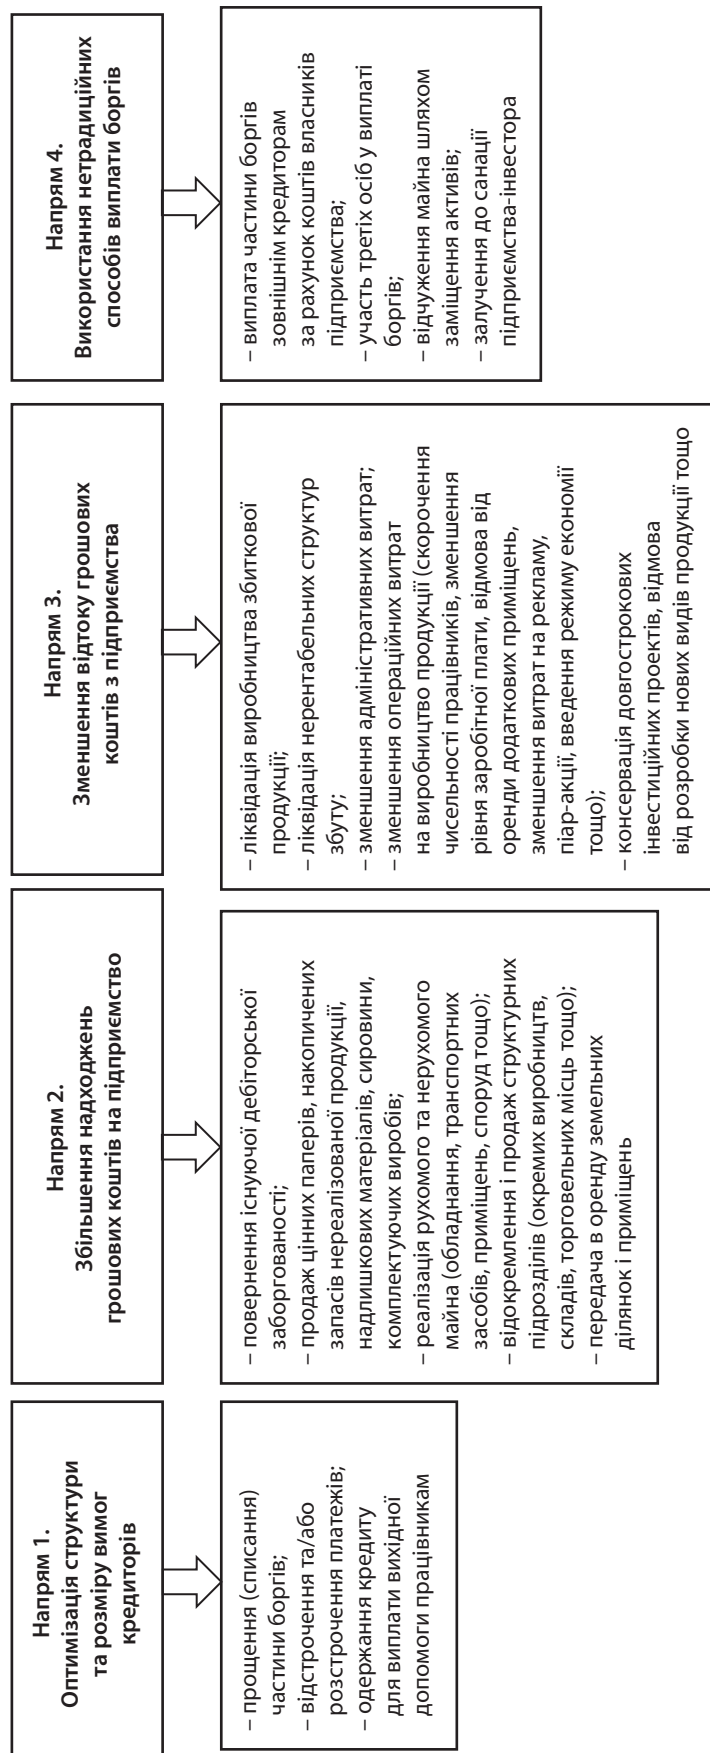 Напрям 1.
Оптимізація структури
та розміру вимог
кредиторів
– прощення (списання)
частини боргів;
– відстрочення та/або
розстрочення платежів;
– одержання кредиту
для виплати вихідної
допомоги працівникам
Напрям 2.
Збільшення надходжень
грошових коштів на підприємство
– повернення існуючої дебіторської
заборгованості;
– продаж цінних паперів, накопичених
запасів нереалізованої продукції,
надлишкових матеріалів, сировини,
комплектуючих виробів;
– реалізація рухомого та нерухомого
майна (обладнання, транспортних
засобів, приміщень, споруд тощо);
– відокремлення і продаж структурних
підрозділів (окремих виробництв,
складів, торговельних місць тощо);
– передача в оренду земельних
ділянок і приміщень
Напрям 3.
Зменшення відтоку грошових
коштів з підприємства
– ліквідація виробництва збиткової
продукції;
– ліквідація нерентабельних структур
збуту;
– зменшення адміністративних витрат;
– зменшення операційних витрат
на виробництво продукції (скорочення
чисельності працівників, зменшення
рівня заробітної плати, відмова від
оренди додаткових приміщень,
зменшення витрат на рекламу,
піар-акції, введення режиму економії
тощо);
– консервація довгострокових
інвестиційних проектів, відмова
від розробки нових видів продукції тощо
Напрям 4.
Використання нетрадиційних
способів виплати боргів
– виплата частини боргів
зовнішнім кредиторам
за рахунок коштів власників
підприємства;
– участь третіх осіб у виплаті
боргів;
– відчуження майна шляхом
заміщення активів;
– залучення до санації
підприємства-інвестора